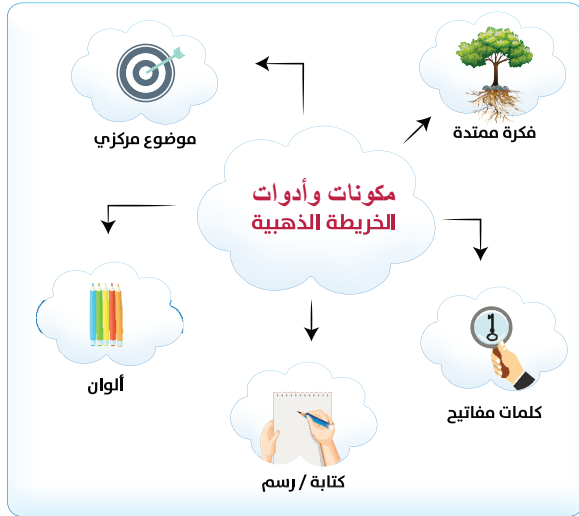 موضوع مركزي
فكرة ممتدة
مكونات وأدوات
الخريطة الذهبية
ألوان
كلمات مفاتيح
كتابة / رسم